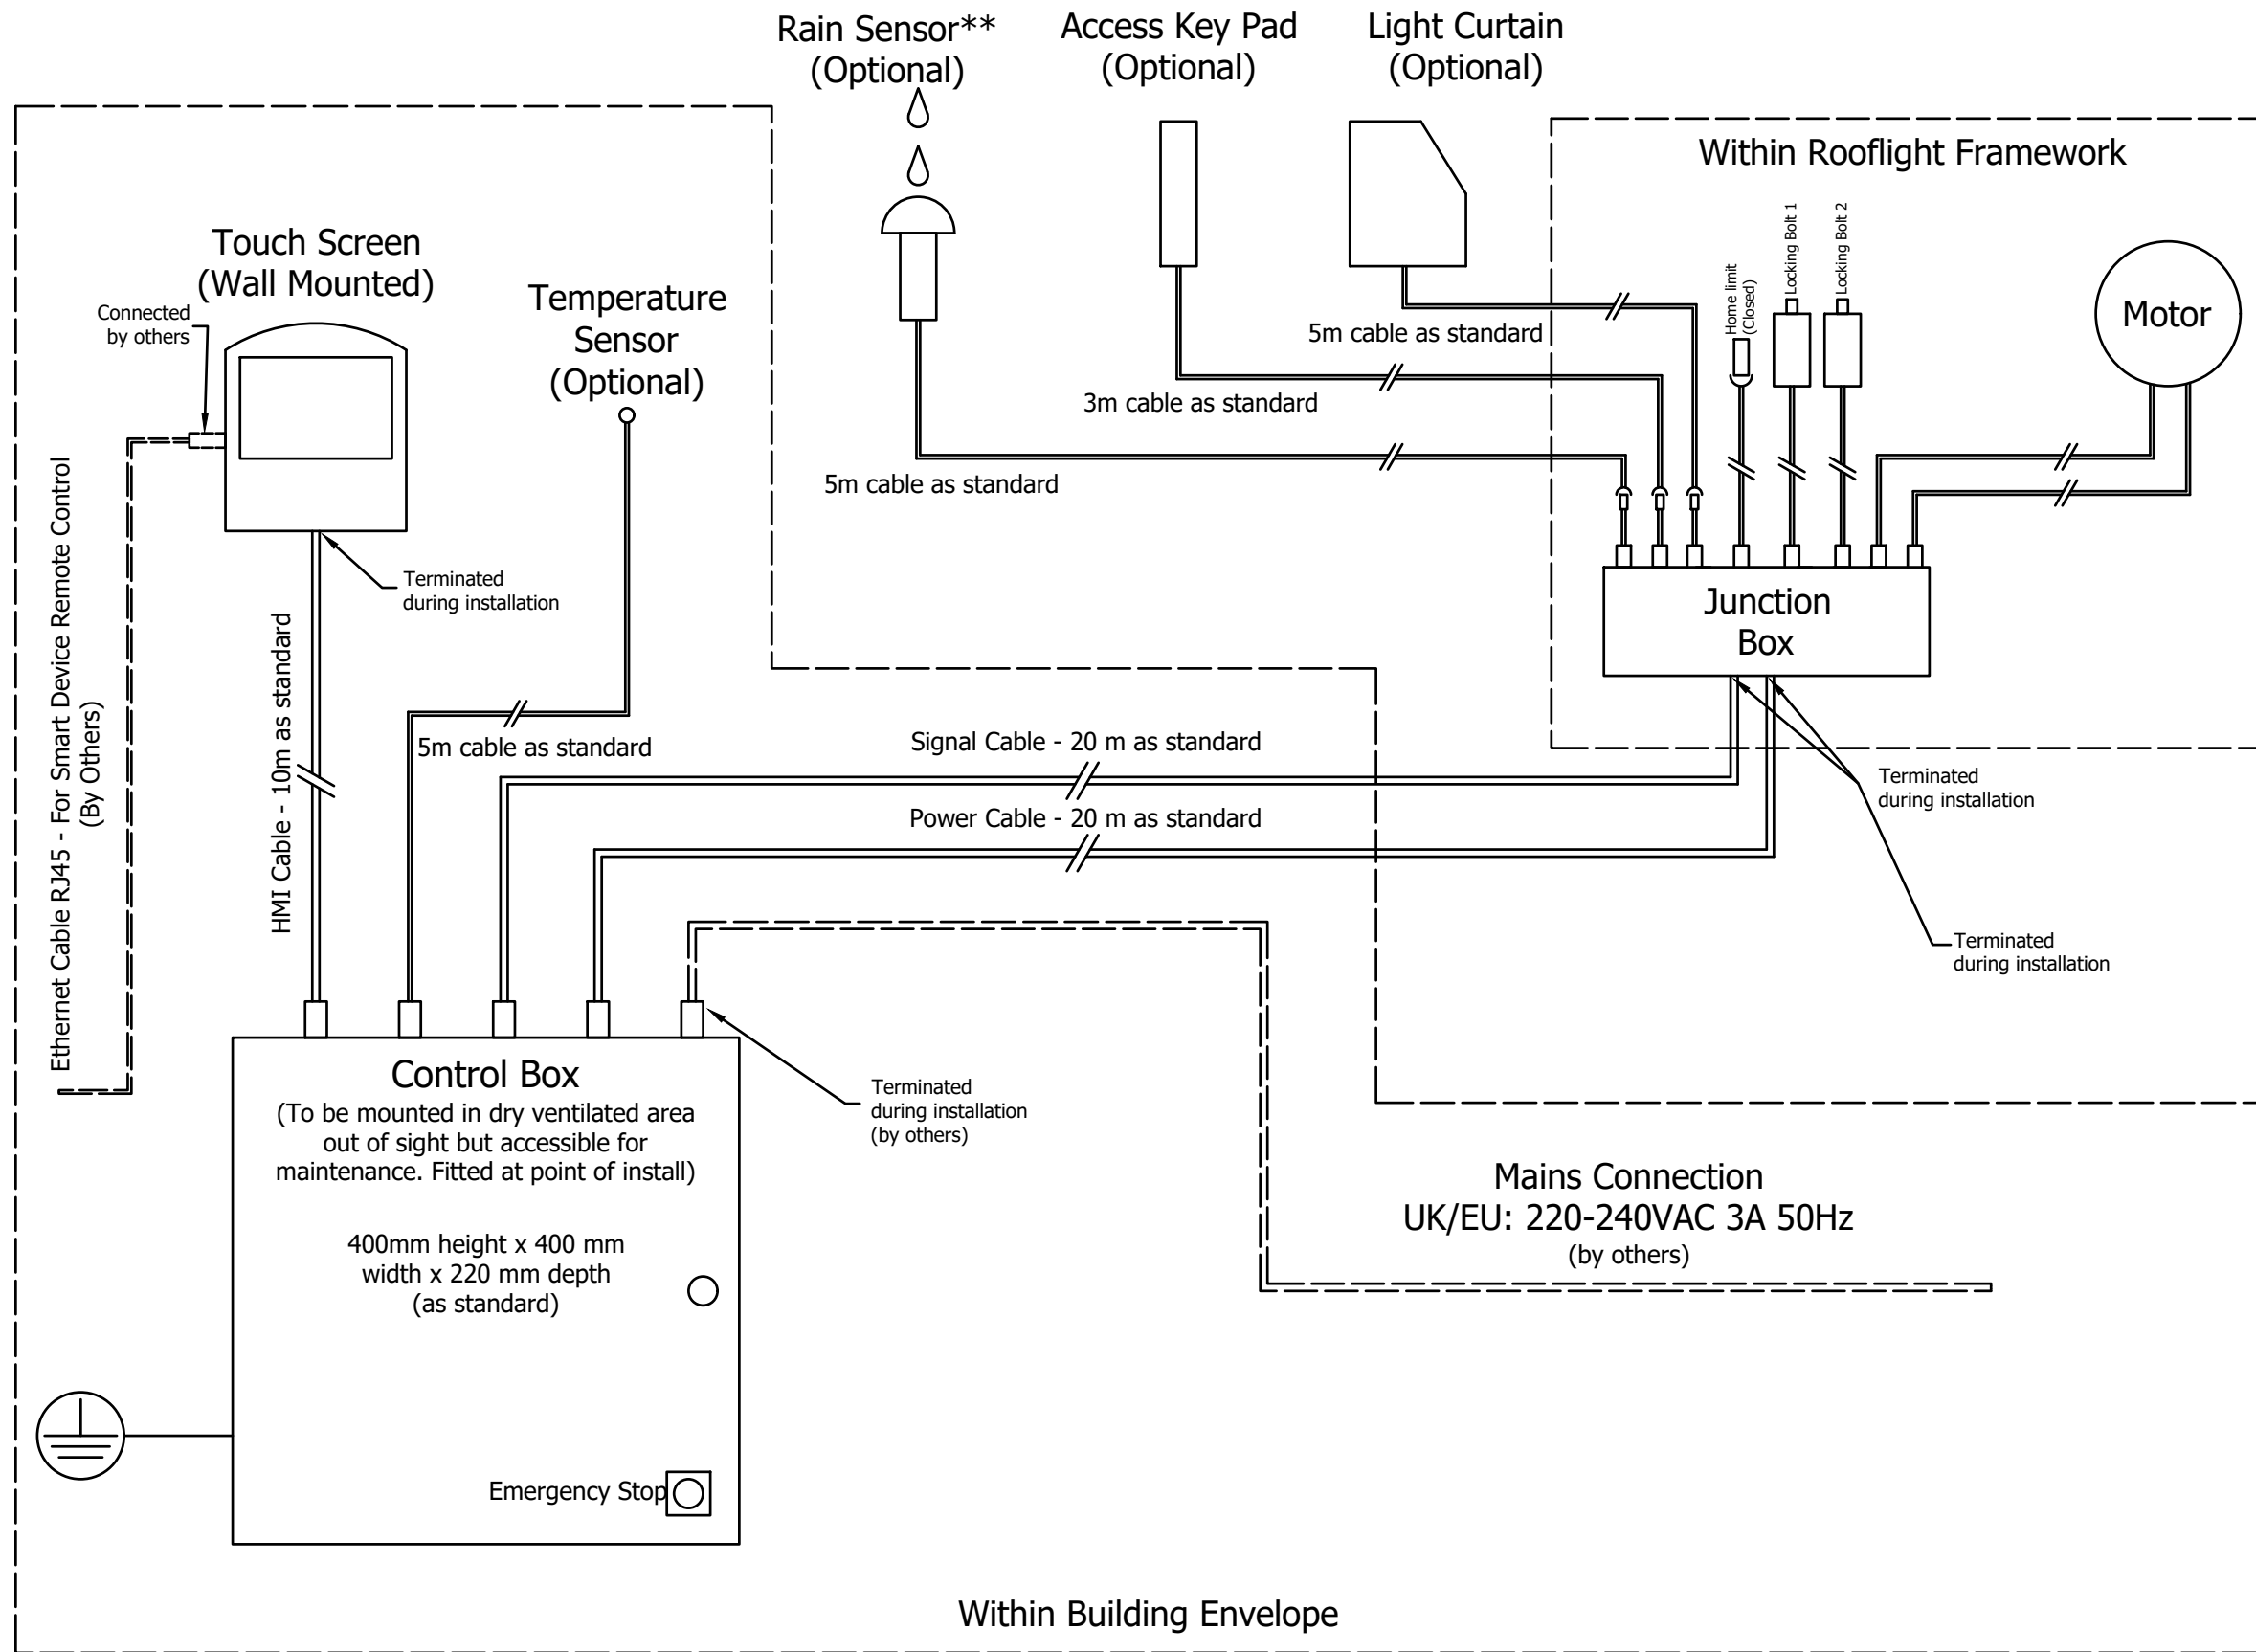 Rain Sensor**
(Optional)
Access Key Pad
(Optional)
Light Curtain
(Optional)
Within Rooflight Framework
Touch Screen
(Wall Mounted)
Connected
by others
Temperature
Sensor
(Optional)
Home limit
(Closed)
Locking Bolt 1
Locking Bolt 2
Motor
5m cable as standard
3m cable as standard
5m cable as standard
Ethernet Cable RJ45 - For Smart Device Remote Control
(By Others)
HMI Cable - 10m as standard
Terminated
during installation
Junction
Box
5m cable as standard
Signal Cable - 20 m as standard
Power Cable - 20 m as standard
Terminated
during installation
Terminated
during installation
Control Box
(To be mounted in dry ventilated area
out of sight but accessible for
maintenance. Fitted at point of install)
400mm height x 400 mm
width x 220 mm depth
(as standard)
Terminated
during installation
(by others)
Mains Connection
UK/EU: 220-240VAC 3A 50Hz
(by others)
Emergency Stop
Within Building Envelope